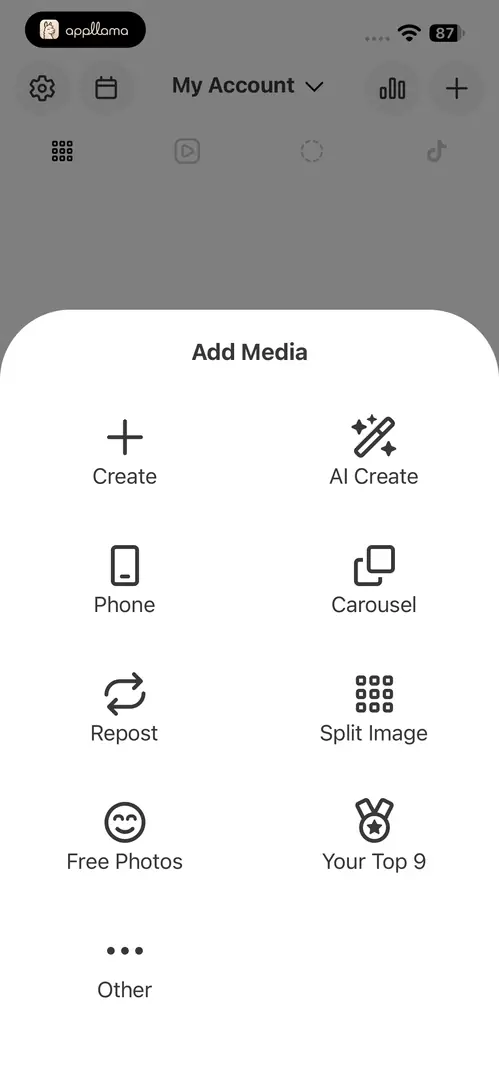 appllama
87
My Account
Add Media
Create
AI Create
Phone
Carousel
Repost
Split Image
Free Photos
Your Top 9
Other